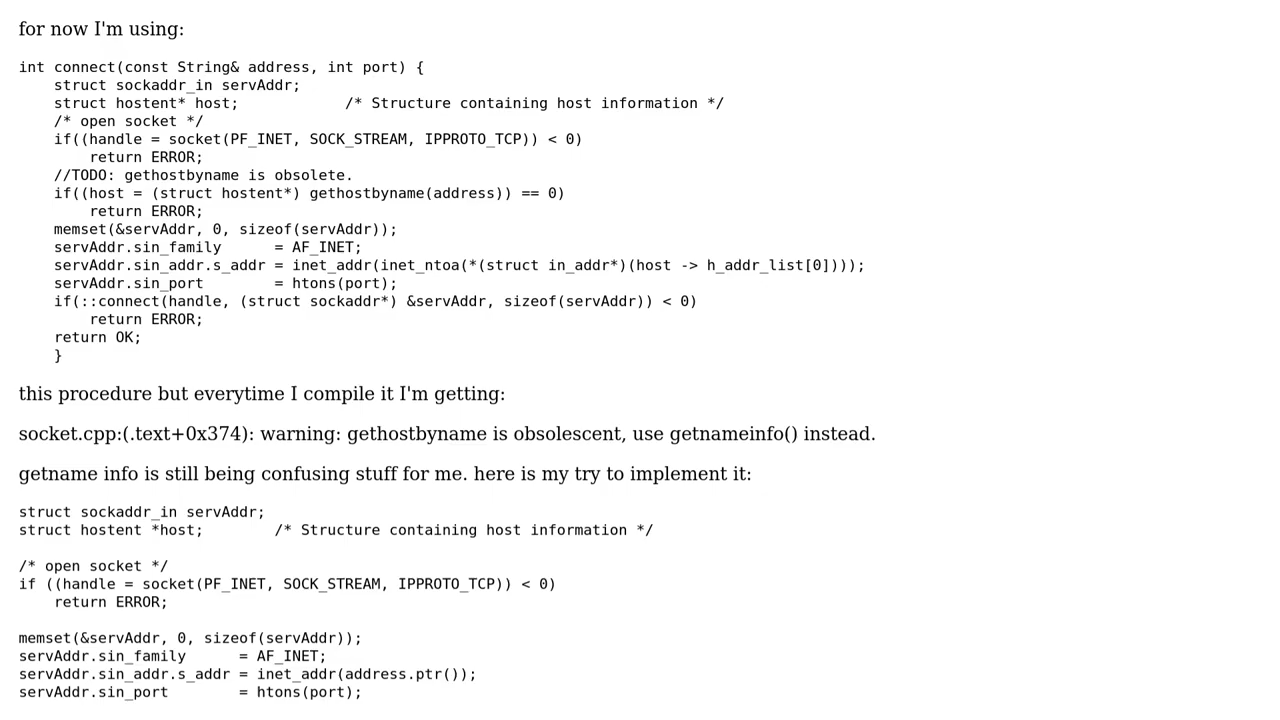 for now I'm using:
int connect(const String& address, int port) {
    struct sockaddr_in servAddr;
    struct hostent* host;            /* Structure containing host information */
    /* open socket */
    if((handle = socket(PF_INET, SOCK_STREAM, IPPROTO_TCP)) < 0)
        return ERROR;
    //TODO: gethostbyname is obsolete.
    if((host = (struct hostent*) gethostbyname(address)) == 0)
        return ERROR;
    memset(&servAddr, 0, sizeof(servAddr));
    servAddr.sin_family      = AF_INET;
    servAddr.sin_addr.s_addr = inet_addr(inet_ntoa(*(struct in_addr*)(host -> h_addr_list[0])));
    servAddr.sin_port        = htons(port);
    if(::connect(handle, (struct sockaddr*) &servAddr, sizeof(servAddr)) < 0)
        return ERROR;
    return OK;
    }
this procedure but everytime I compile it I'm getting:
socket.cpp:(.text+0x374): warning: gethostbyname is obsolescent, use getnameinfo() instead.
getname info is still being confusing stuff for me. here is my try to implement it:
struct sockaddr_in servAddr;
struct hostent *host;        /* Structure containing host information */
/* open socket */
if ((handle = socket(PF_INET, SOCK_STREAM, IPPROTO_TCP)) < 0)
    return ERROR;
memset(&servAddr, 0, sizeof(servAddr));
servAddr.sin_family      = AF_INET;
servAddr.sin_addr.s_addr = inet_addr(address.ptr());
servAddr.sin_port        = htons(port);